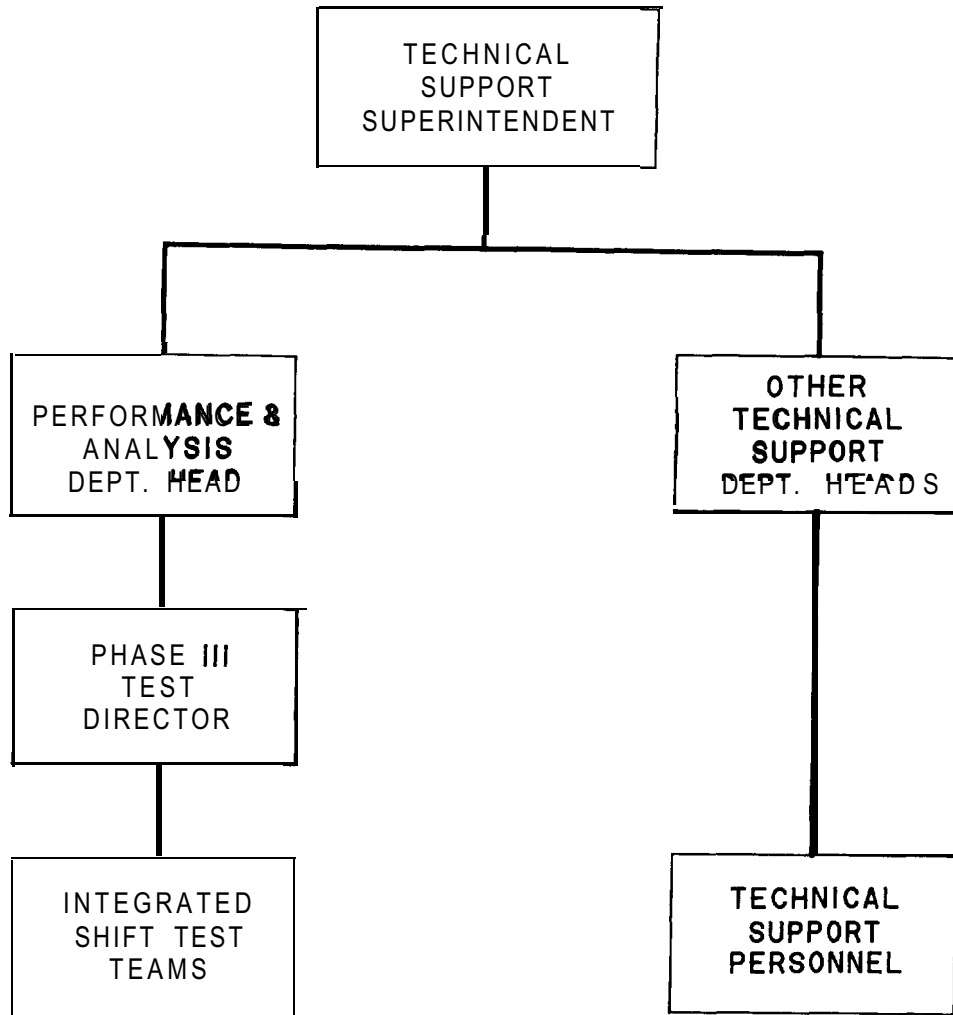 TECHNICAL
SUPPORT
SUPERINTENDENT
PERFORMANCE &
ANALYSIS
DEPT. HEAD
OTHER
TECHNICAL
SUPPORT
DEPT. HEADS
PHASE III
TEST
DIRECTOR
INTEGRATED
SHIFT TEST
TEAMS
TECHNICAL
SUPPORT
PERSONNEL